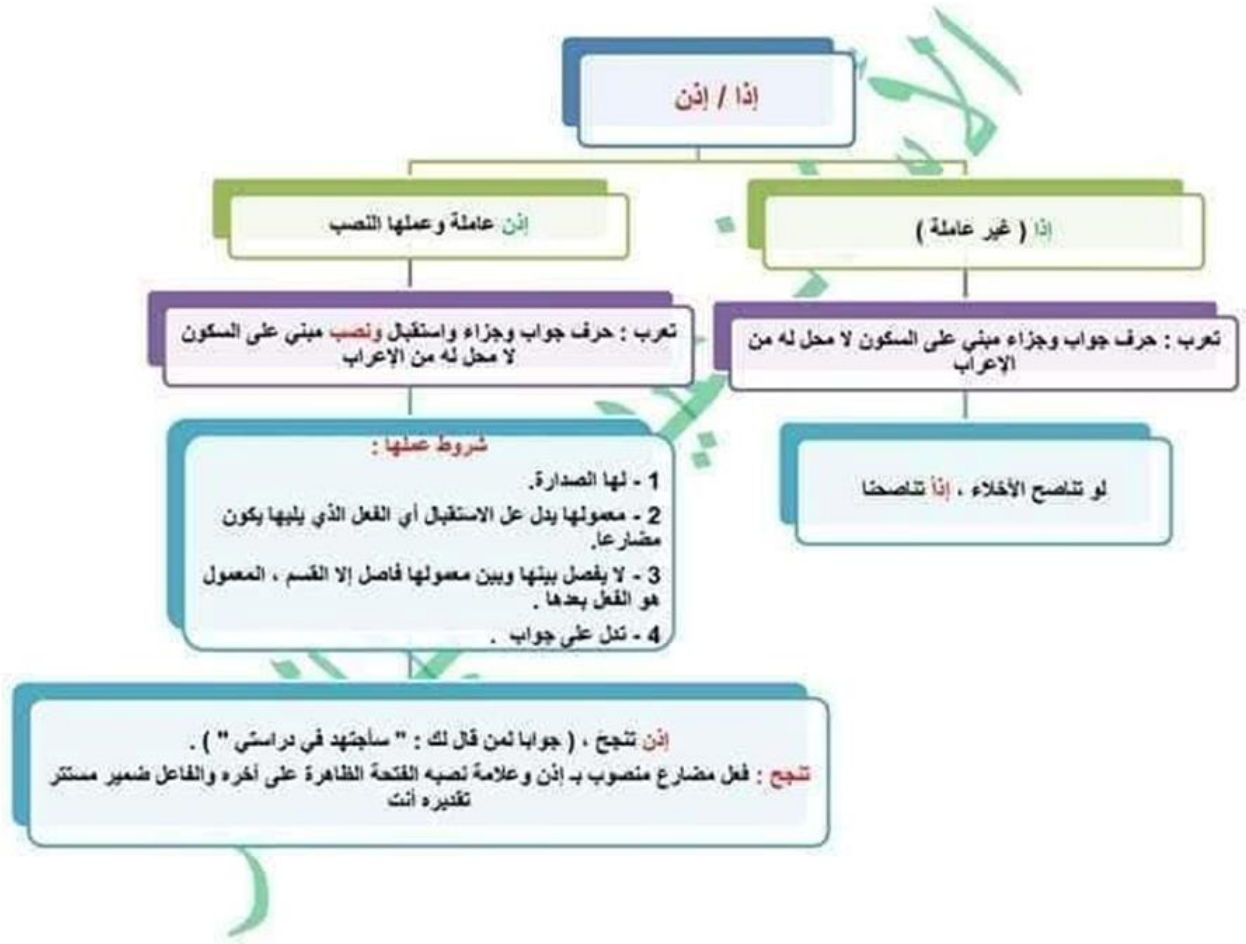 إذا / إذن
إذا ( غير عاملة )
إذن عاملة وعملها النصب
تعرب : حرف جواب وجزاء مبني على السكون لا محل له من
الإعراب
تعرب : حرف جواب وجزاء واستقبال ونصب مبني على السكون
لا محل له من الإعراب
لو تناصح الأخلاء ، إذاً تناصحنا
شروط عملها :
1 - لها الصدارة.
2 - معمولها يدل عل الاستقبال أي الفعل الذي يليها يكون
مضارعا.
3 - لا يفصل بينها وبين معمولها فاصل إلا القسم ، المعمول
هو الفعل بعدها .
4 - تدل على جواب .
إذن تنجحَ ، ( جوابا لمن قال لك : " سأجتهد في دراستي " ) .
تنجح : فعل مضارع منصوب بـ إذن وعلامة نصبه الفتحة الظاهرة على أخره والفاعل ضمير مستتر
تقديره أنت